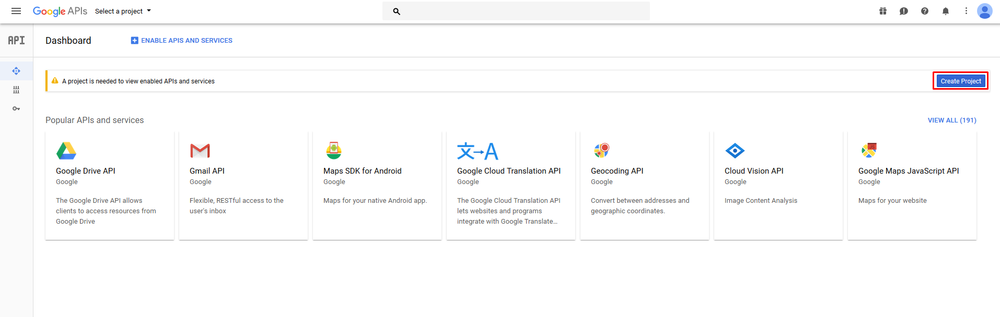 Google APIs Select a project
API Dashboard ENABLE APIS AND SERVICES
A project is needed to view enabled APIs and services Create Project
Popular APIs and services VIEW ALL (191)
文→A
JS
Google Drive API
Google
The Google Drive API allows
clients to access resources from
Google Drive
Gmail API
Google
Flexible, RESTful access to the
user's inbox
Maps SDK for Android
Google
Maps for your native Android app.
Google Cloud Translation API
Google
The Google Cloud Translation API
lets websites and programs
integrate with Google Translate...
Geocoding API
Google
Convert between addresses and
geographic coordinates.
Cloud Vision API
Google
Image Content Analysis
Google Maps JavaScript API
Google
Maps for your website